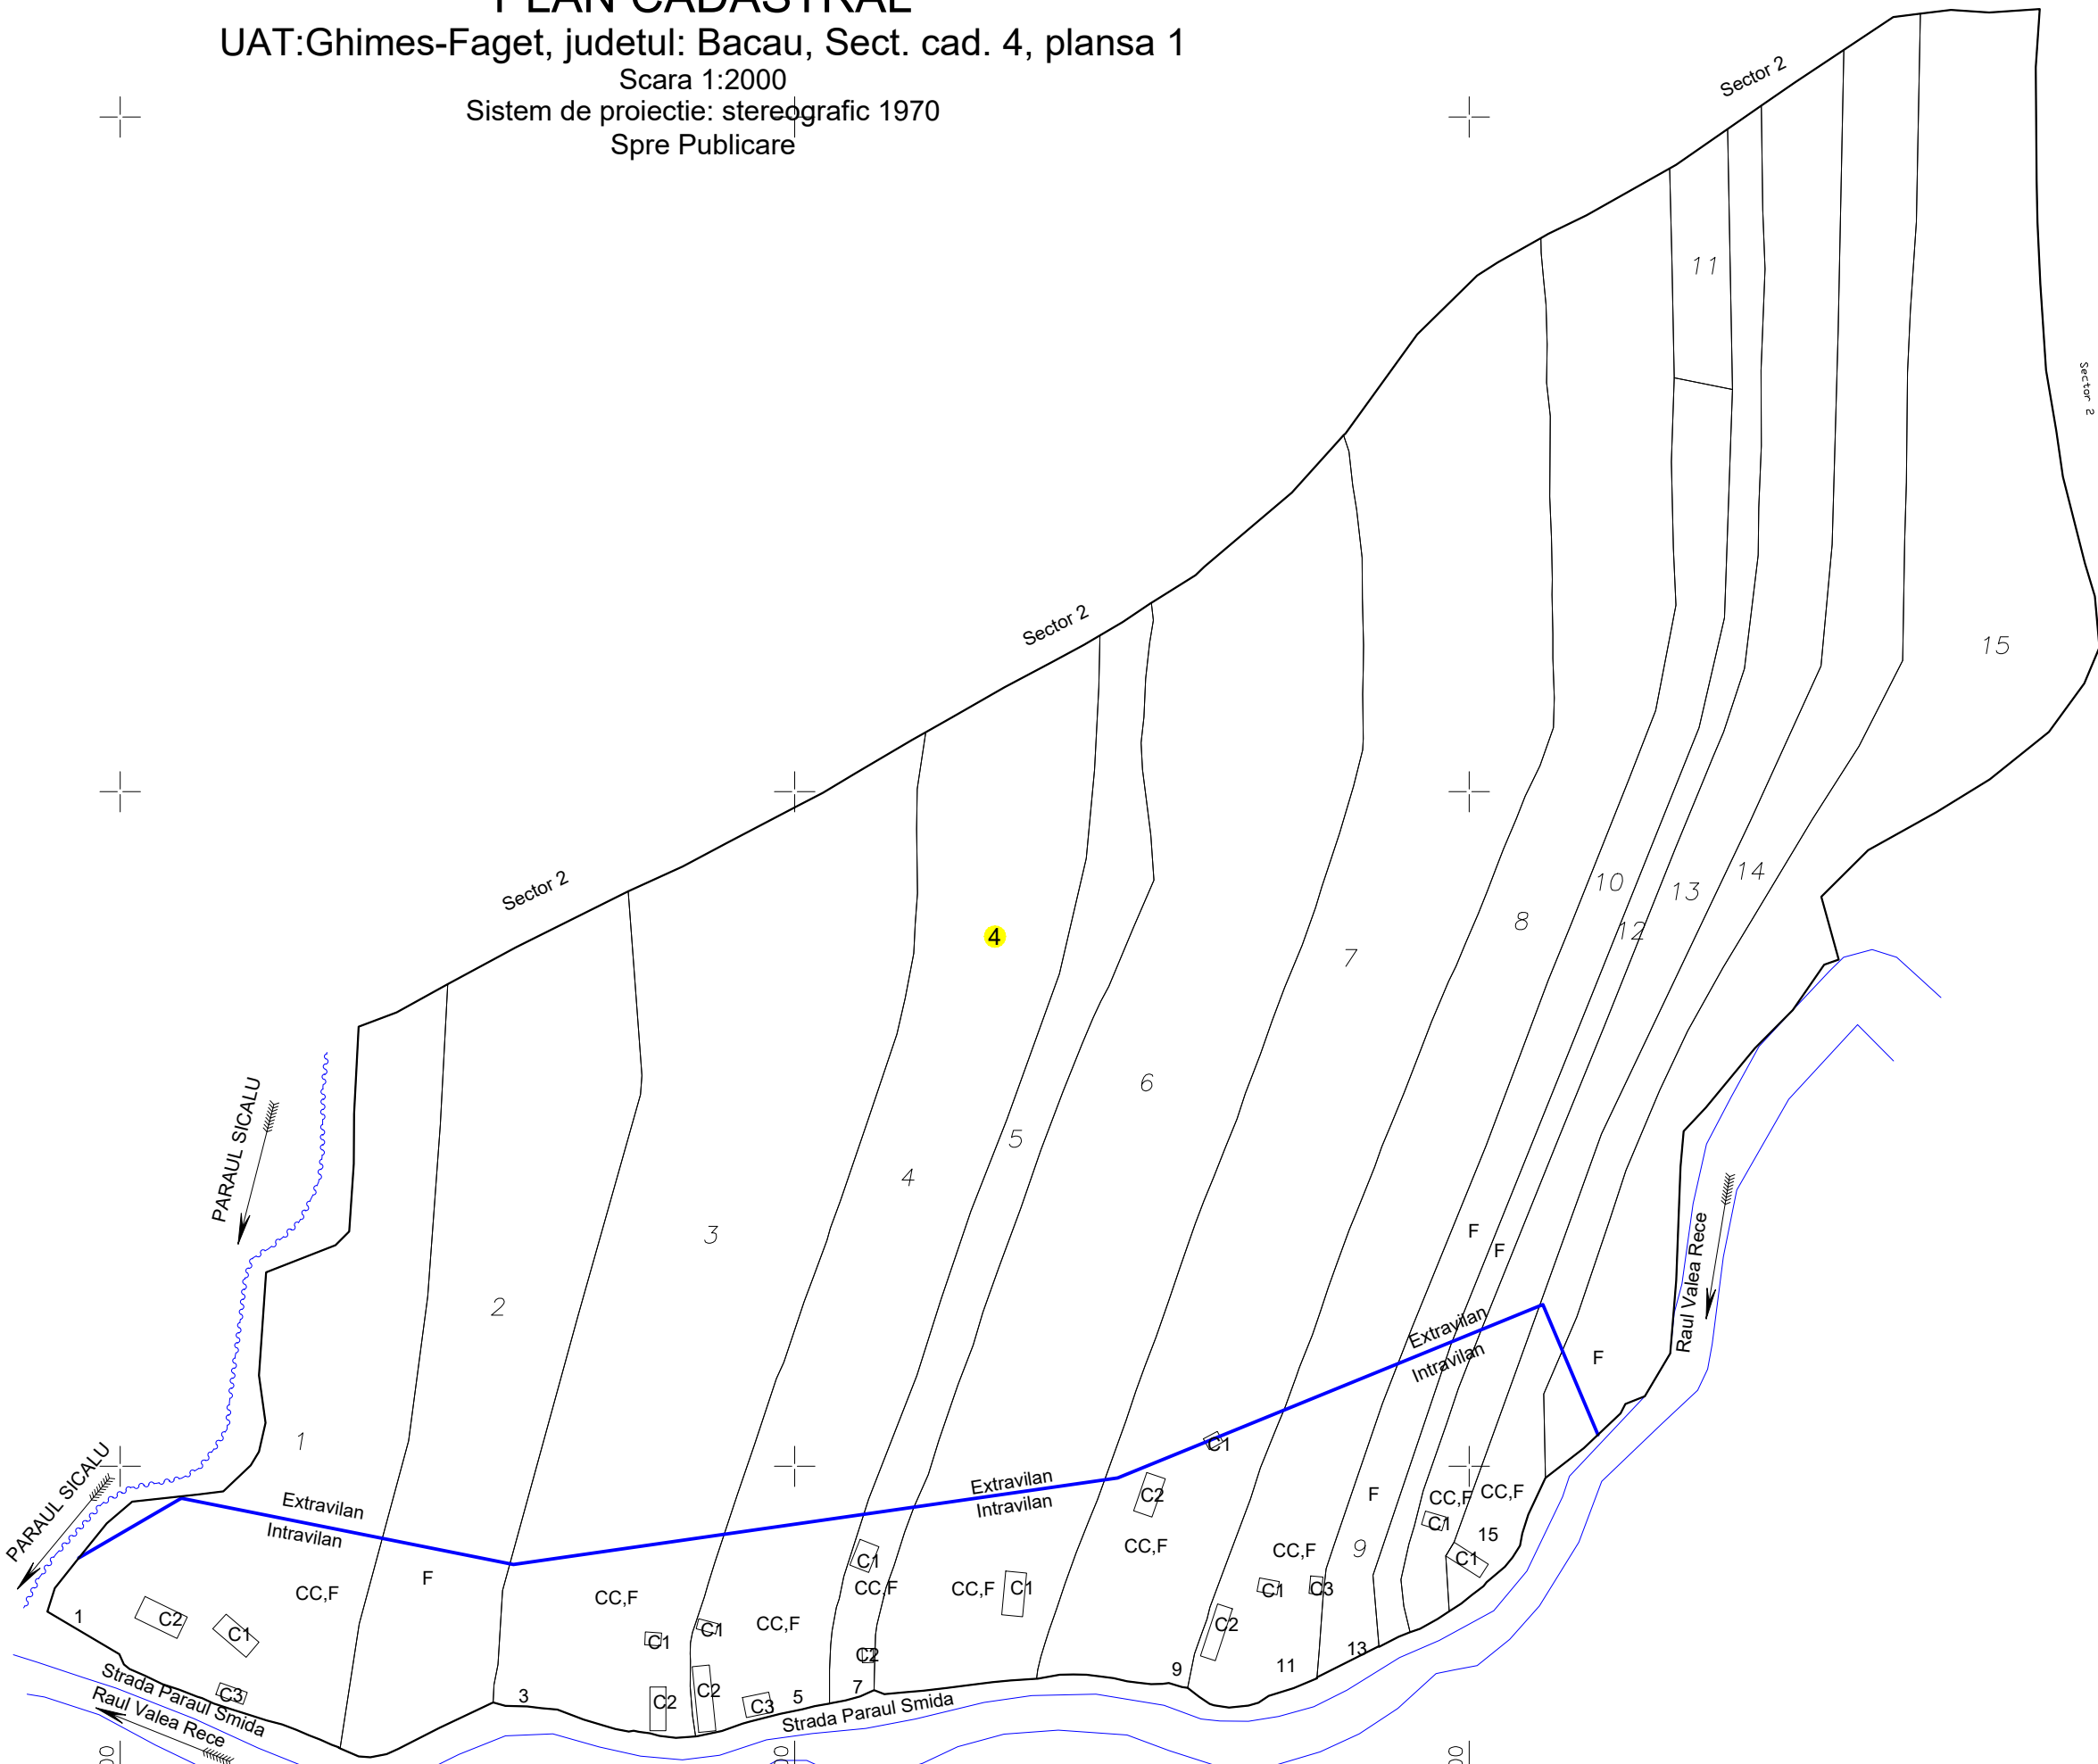 PLAN CADASTRAL
UAT:Ghimes-Faget, judetul: Bacau, Sect. cad. 4, plansa 1
Scara 1:2000
Sistem de proiectie: stereografic 1970
Spre Publicare
Sector 2
11
Sector 2
Sector 2
15
Sector 2
14
10
13
8
12
4
7
6
5
4
PARAUL SICALU
3
F
F
Raul Valea Rece
2
Extravilan
Intravilan
F
1
PARAUL SICALU
C1
Extravilan
Intravilan
Extravilan
Intravilan
C2
F
CC,F
CC,F
C1
15
CC,F
CC,F
9
C1
C1
F
CC,F
CC,F
CC,F
C1
C1
C3
CC,F
CC,F
1
C2
C1
C1
C1
C2
C2
13
11
9
Strada Paraul Smida
C3
3
C2
C2
C3
5
7
Strada Paraul Smida
Raul Valea Rece
00
00
00